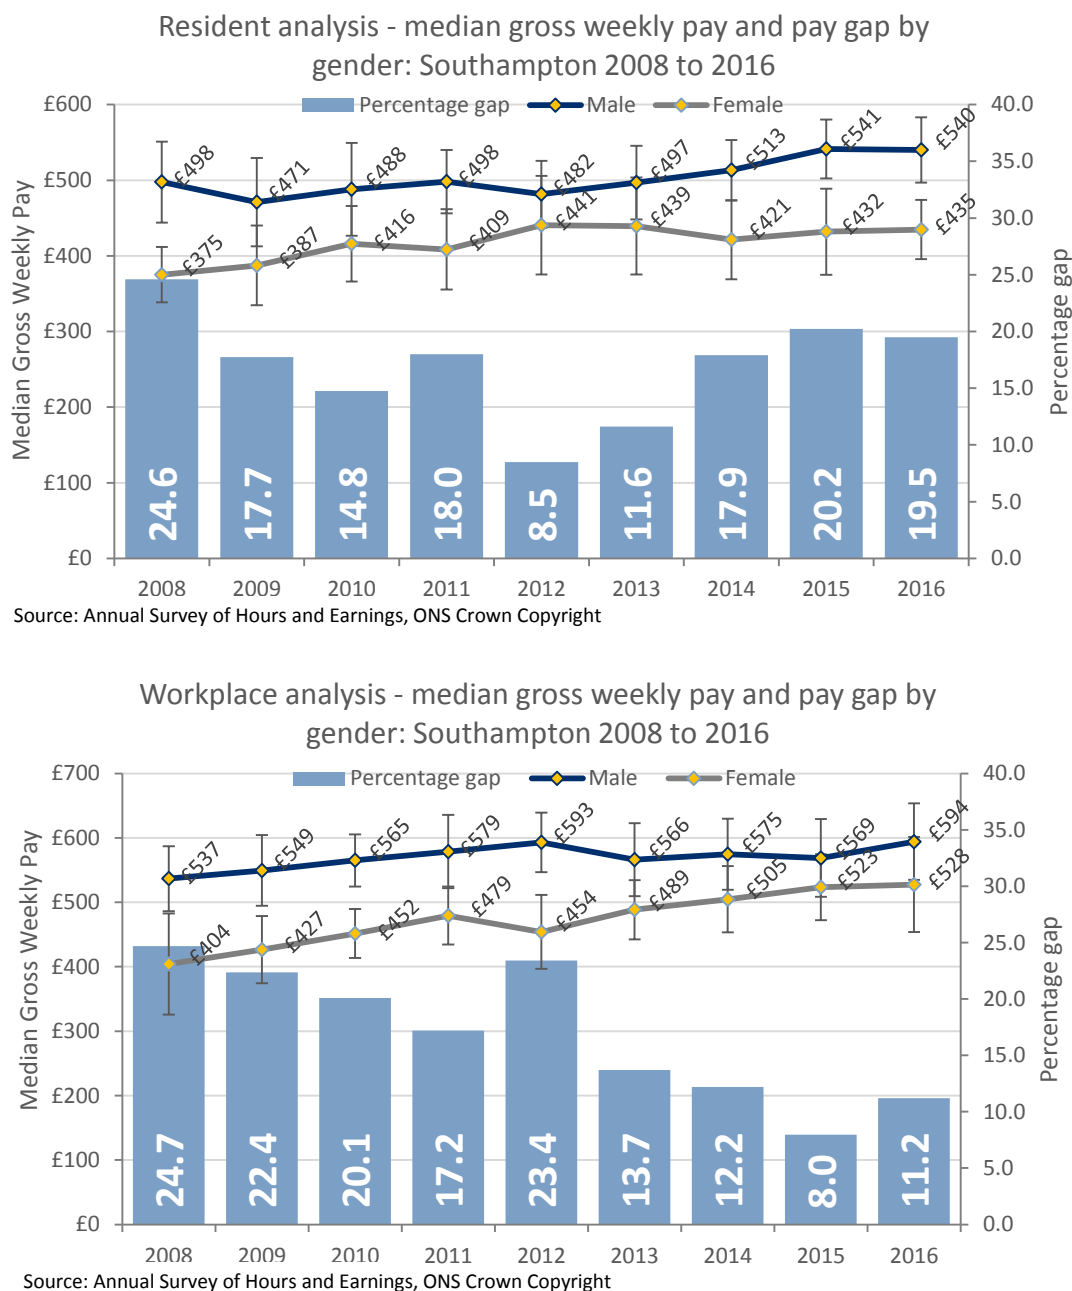 Resident analysis - median gross weekly pay and pay gap by
gender: Southampton 2008 to 2016
Percentage gap Male Female
Median Gross Weekly Pay
£600
£500
£400
£300
£200
£100
£0
£498 £471 £488 £498 £482 £497 £513 £541 £540
£375 £387 £416 £409 £441 £439 £421 £432 £435
24.6 17.7 14.8 18.0 8.5 11.6 17.9 20.2 19.5
40.0
35.0
30.0
25.0
20.0
15.0
10.0
5.0
0.0
Percentage gap
2008 2009 2010 2011 2012 2013 2014 2015 2016
Source: Annual Survey of Hours and Earnings, ONS Crown Copyright
Workplace analysis - median gross weekly pay and pay gap by
gender: Southampton 2008 to 2016
Percentage gap Male Female
Median Gross Weekly Pay
£700
£600
£500
£400
£300
£200
£100
£0
£537 £549 £565 £579 £593 £566 £575 £569 £594
£404 £427 £452 £479 £454 £489 £505 £523 £528
24.7 22.4 20.1 17.2 23.4 13.7 12.2 8.0 11.2
40.0
35.0
30.0
25.0
20.0
15.0
10.0
5.0
0.0
Percentage gap
2008 2009 2010 2011 2012 2013 2014 2015 2016
Source: Annual Survey of Hours and Earnings, ONS Crown Copyright